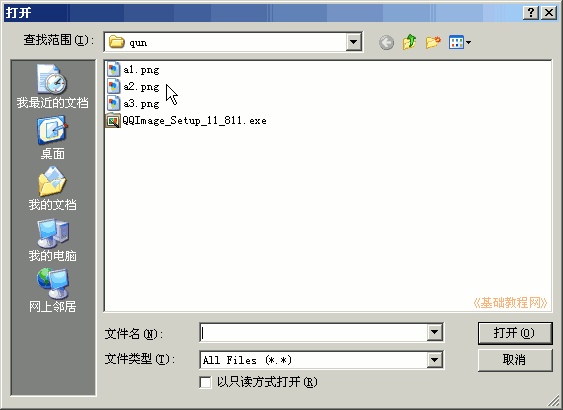 打开
查找范围(I):
qun
我最近的文档
桌面
我的文档
我的电脑
网上邻居
a1.png
a2.png
a3.png
QQImage_Setup_11_811.exe
《基础教程网》
文件名(N):
打开(O)
文件类型(T):
All Files (*.*)
取消
以只读方式打开(R)